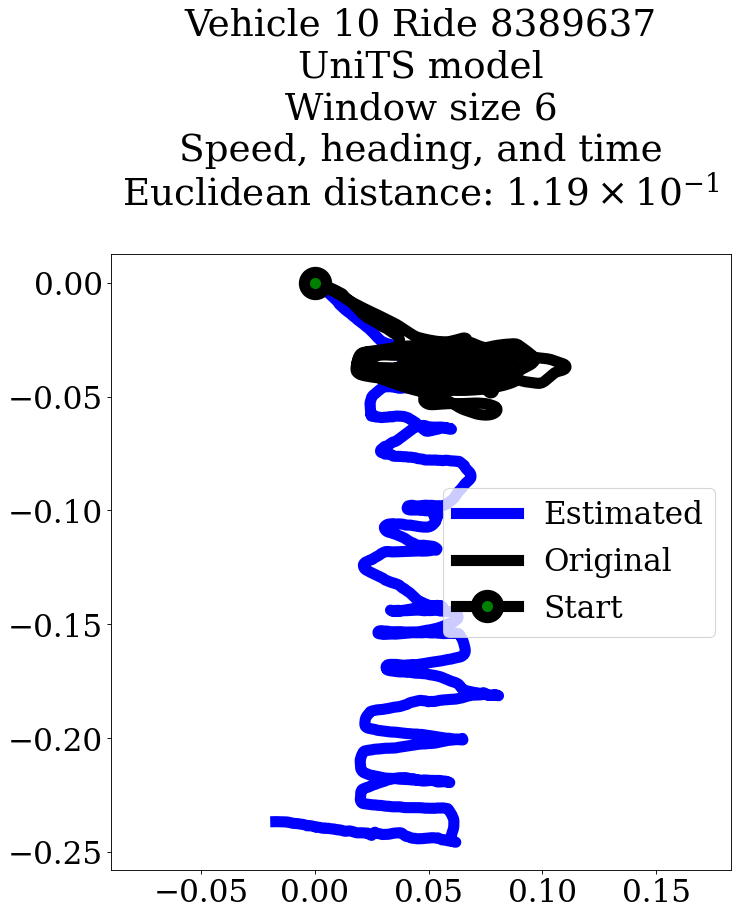 Vehicle 10 Ride 8389637
UniTS model
Window size 6
Speed, heading, and time
Euclidean distance: 1.19 × 10⁻¹
0.00
−0.05
−0.10
−0.15
−0.20
−0.25
Estimated
Original
Start
−0.05 0.00 0.05 0.10 0.15